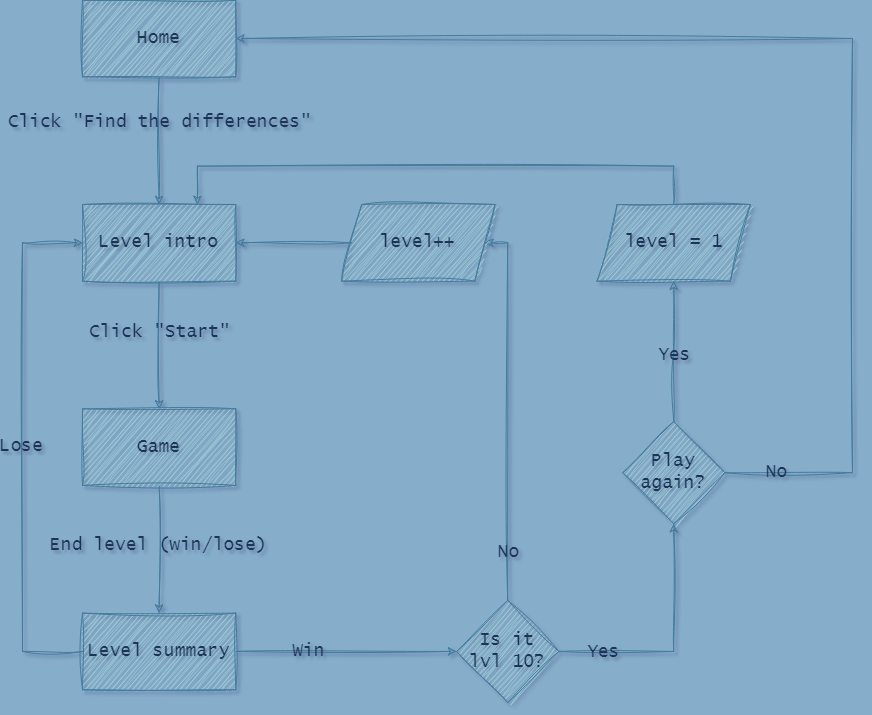 Home
Click "Find the differences"
Level intro
level++
level = 1
Click "Start"
Yes
Lose
Game
Play
again?
No
End level (win/lose)
No
Level summary
Win
Is it
lvl 10?
Yes